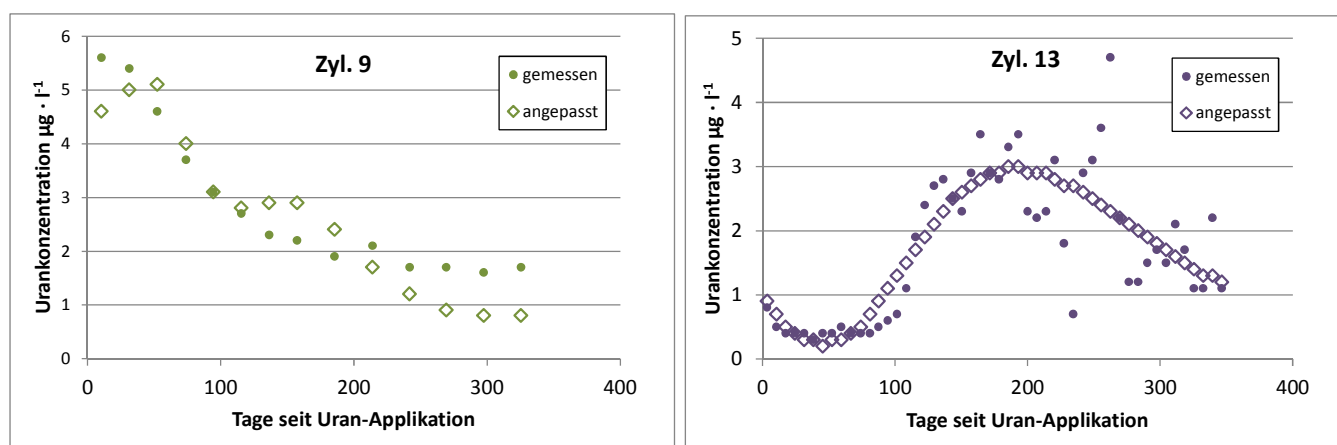 Zyl. 9
gemessen
angepasst
Urankonzentration µg · l⁻¹
6
5
4
3
2
1
0
0 100 200 300 400
Tage seit Uran-Applikation
Zyl. 13
gemessen
angepasst
Urankonzentration µg · l⁻¹
5
4
3
2
1
0
0 100 200 300 400
Tage seit Uran-Applikation